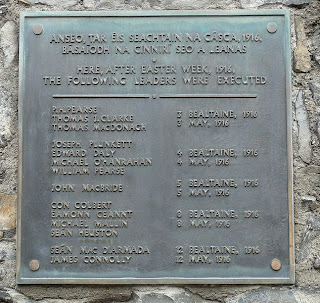 ANSEO, TAR ÉIS SEACHTAIN NA CÁSCA, 1916,
BÁSAÍODH NA CINNIRÍ SEO A LEANAS
HERE AFTER EASTER WEEK, 1916,
THE FOLLOWING LEADERS WERE EXECUTED
P.H. PEARSE
THOMAS J. CLARKE 3 BEALTAINE, 1916
THOMAS MACDONAGH 3 MAY, 1916
JOSEPH PLUNKETT
EDWARD DALY 4 BEALTAINE, 1916
MICHAEL O'HANRAHAN 4 MAY, 1916
WILLIAM PEARSE
JOHN MACBRIDE 5 BEALTAINE, 1916
5 MAY, 1916
CON COLBERT
EAMONN CEANNT 8 BEALTAINE, 1916
MICHAEL MALLIN 8 MAY, 1916
SEAN HEUSTON
SEÁN MAC DIARMADA 12 BEALTAINE, 1916
JAMES CONNOLLY 12 MAY, 1916